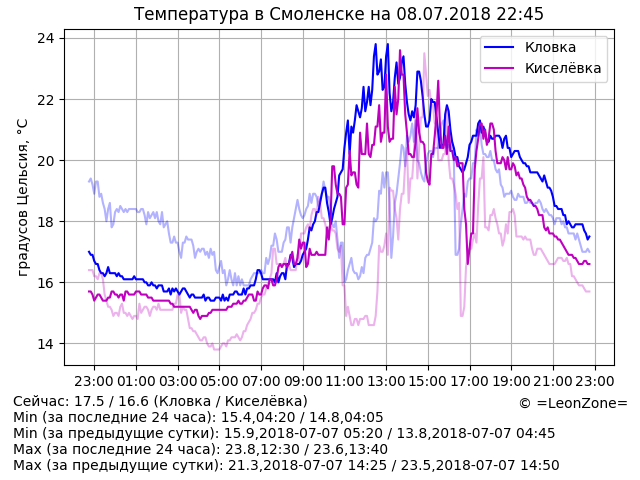 Температура в Смоленске на 08.07.2018 22:45
градусов Цельсия, °C
24
22
20
18
16
14
Кловка
Киселёвка
23:00 01:00 03:00 05:00 07:00 09:00 11:00 13:00 15:00 17:00 19:00 21:00 23:00
Сейчас: 17.5 / 16.6 (Кловка / Киселёвка)
© =LeonZone=
Min (за последние 24 часа): 15.4,04:20 / 14.8,04:05
Min (за предыдущие сутки): 15.9,2018-07-07 05:20 / 13.8,2018-07-07 04:45
Max (за последние 24 часа): 23.8,12:30 / 23.6,13:40
Max (за предыдущие сутки): 21.3,2018-07-07 14:25 / 23.5,2018-07-07 14:50